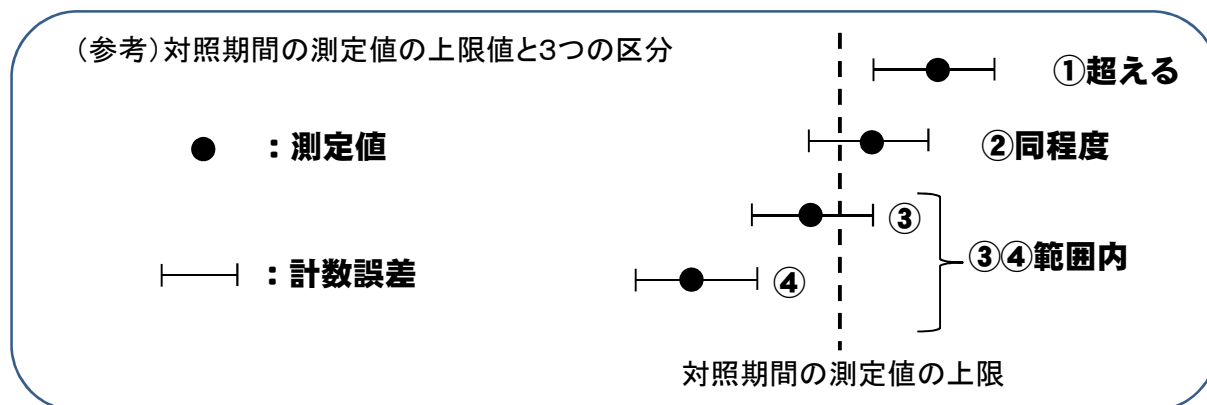 （参考）対照期間の測定値の上限値と3つの区分
①超える
：測定値
②同程度
③
③④範囲内
：計数誤差
④
対照期間の測定値の上限